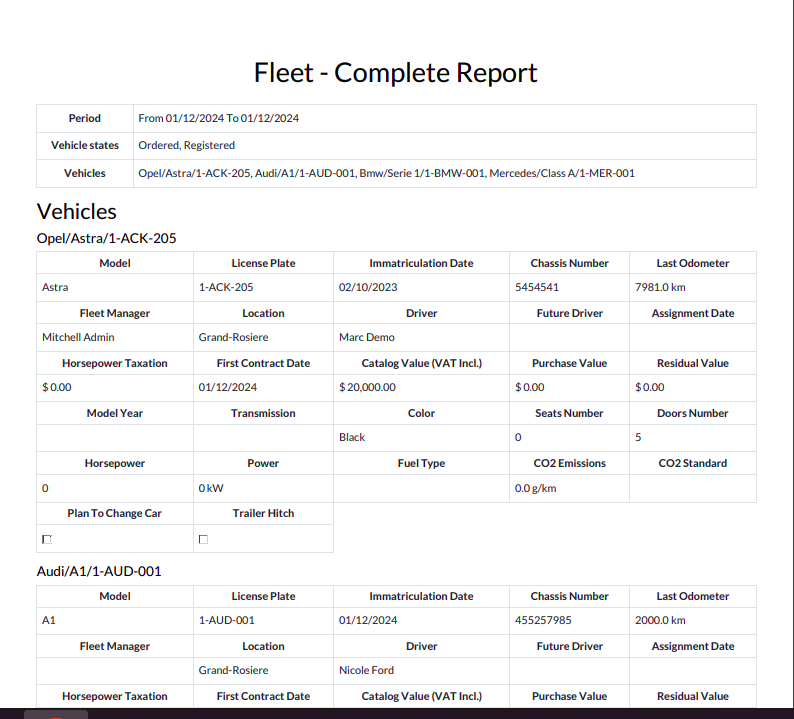 Fleet - Complete Report
Period From 01/12/2024 To 01/12/2024
Vehicle states Ordered, Registered
Vehicles Opel/Astra/1-ACK-205, Audi/A1/1-AUD-001, Bmw/Serie 1/1-BMW-001, Mercedes/Class A/1-MER-001
Vehicles
Opel/Astra/1-ACK-205
Model License Plate Immatriculation Date Chassis Number Last Odometer
Astra 1-ACK-205 02/10/2023 5454541 7981.0 km
Fleet Manager Location Driver Future Driver Assignment Date
Mitchell Admin Grand-Rosiere Marc Demo
Horsepower Taxation First Contract Date Catalog Value (VAT Incl.) Purchase Value Residual Value
$ 0.00 01/12/2024 $ 20,000.00 $ 0.00 $ 0.00
Model Year Transmission Color Seats Number Doors Number
Black 0 5
Horsepower Power Fuel Type CO2 Emissions CO2 Standard
0 0 kW 0.0 g/km
Plan To Change Car Trailer Hitch
Audi/A1/1-AUD-001
Model License Plate Immatriculation Date Chassis Number Last Odometer
A1 1-AUD-001 01/12/2024 455257985 2000.0 km
Fleet Manager Location Driver Future Driver Assignment Date
Grand-Rosiere Nicole Ford
Horsepower Taxation First Contract Date Catalog Value (VAT Incl.) Purchase Value Residual Value